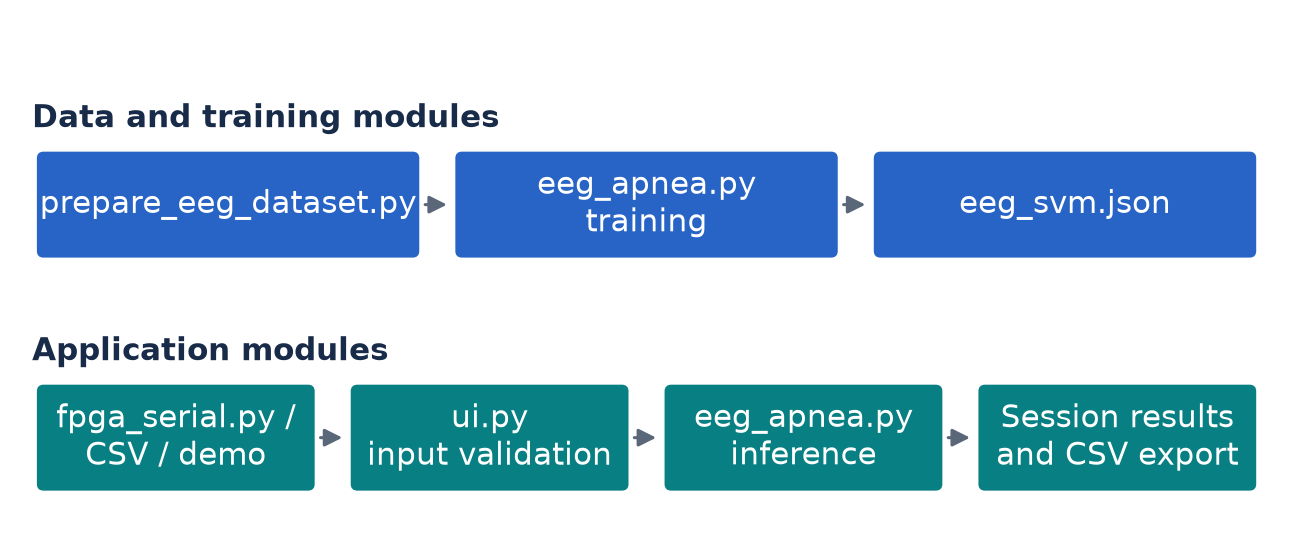 Data and training modules
prepare_eeg_dataset.py
eeg_apnea.py
training
eeg_svm.json
Application modules
fpga_serial.py /
CSV / demo
ui.py
input validation
eeg_apnea.py
inference
Session results
and CSV export